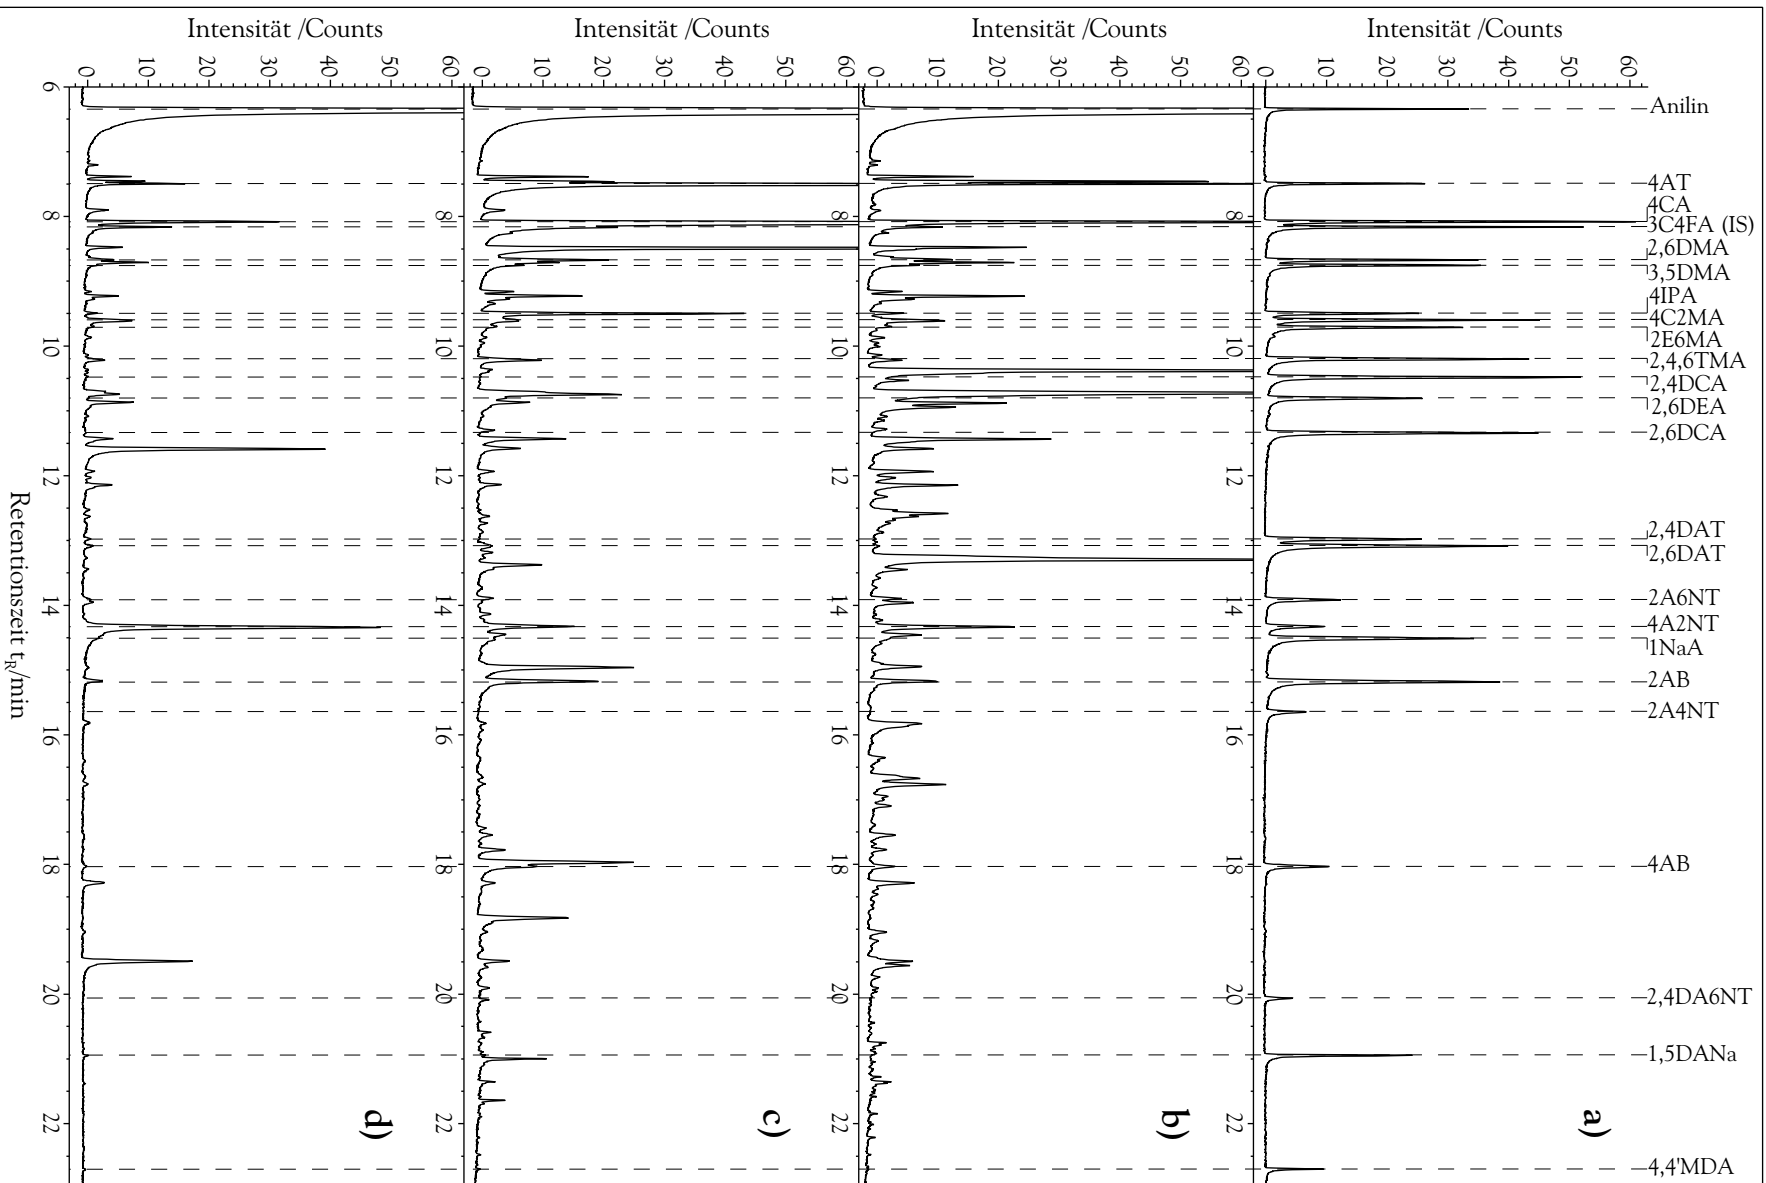 Intensität /Counts
Intensität /Counts
Intensität /Counts
Intensität /Counts
0 10 20 30 40 50 60
0 10 20 30 40 50 60
0 10 20 30 40 50 60
0 10 20 30 40 50 60
Anilin
4AT
4CA
3C4FA (IS)
2,6DMA
3,5DMA
4IPA
4C2MA
2E6MA
2,4,6TMA
2,4DCA
2,6DEA
2,6DCA
2,4DAT
2,6DAT
2A6NT
4A2NT
1NaA
2AB
2A4NT
4AB
2,4DA6NT
1,5DANa
4,4'MDA
a)
8 10 12 14 16 18 20 22
b)
8 10 12 14 16 18 20 22
c)
8 10 12 14 16 18 20 22
d)
6 8 10 12 14 16 18 20 22
Retentionszeit tR/min